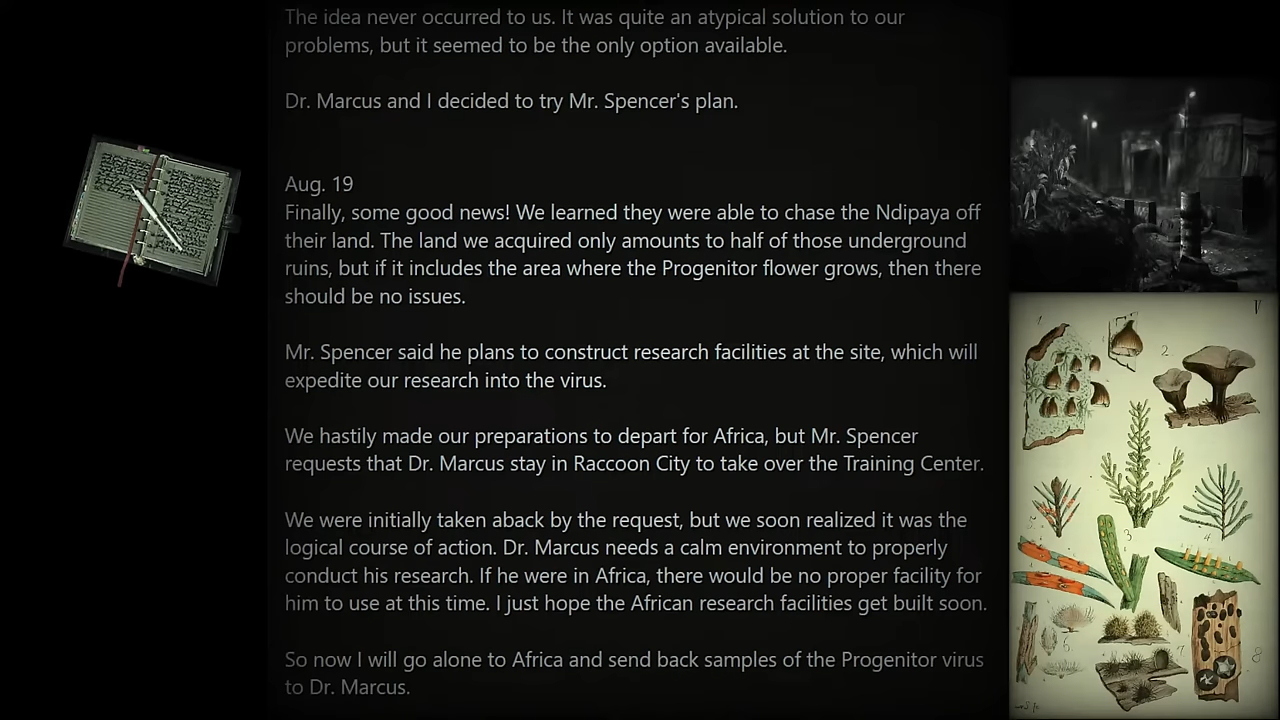 The idea never occurred to us. It was quite an atypical solution to our
problems, but it seemed to be the only option available.
Dr. Marcus and I decided to try Mr. Spencer's plan.
Aug. 19
Finally, some good news! We learned they were able to chase the Ndipaya off
their land. The land we acquired only amounts to half of those underground
ruins, but if it includes the area where the Progenitor flower grows, then there
should be no issues.
Mr. Spencer said he plans to construct research facilities at the site, which will
expedite our research into the virus.
We hastily made our preparations to depart for Africa, but Mr. Spencer
requests that Dr. Marcus stay in Raccoon City to take over the Training Center.
We were initially taken aback by the request, but we soon realized it was the
logical course of action. Dr. Marcus needs a calm environment to properly
conduct his research. If he were in Africa, there would be no proper facility for
him to use at this time. I just hope the African research facilities get built soon.
So now I will go alone to Africa and send back samples of the Progenitor virus
to Dr. Marcus.
V
1
2.
3
4
5
6
7
8